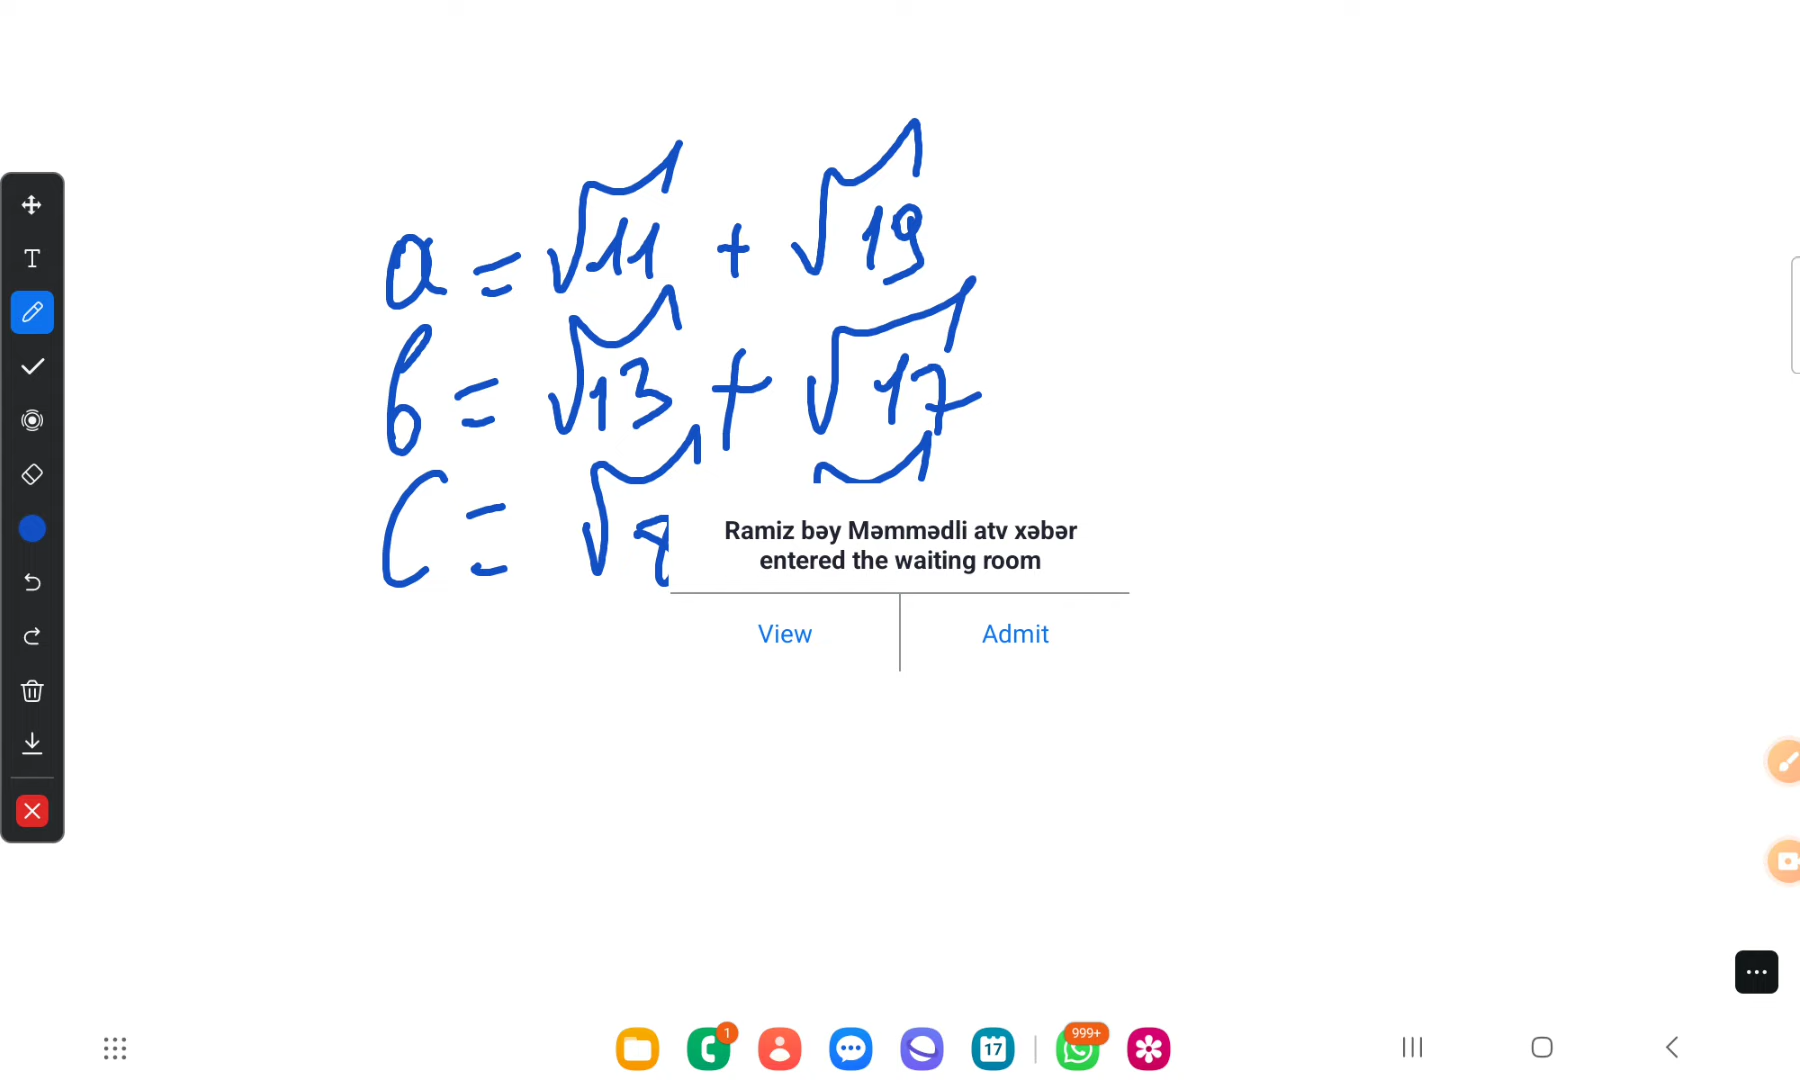 a = √11 + √19
b = √13 + √17
c = √
Ramiz bəy Məmmədli atv xəbər
entered the waiting room
View Admit
T
1
17
999+